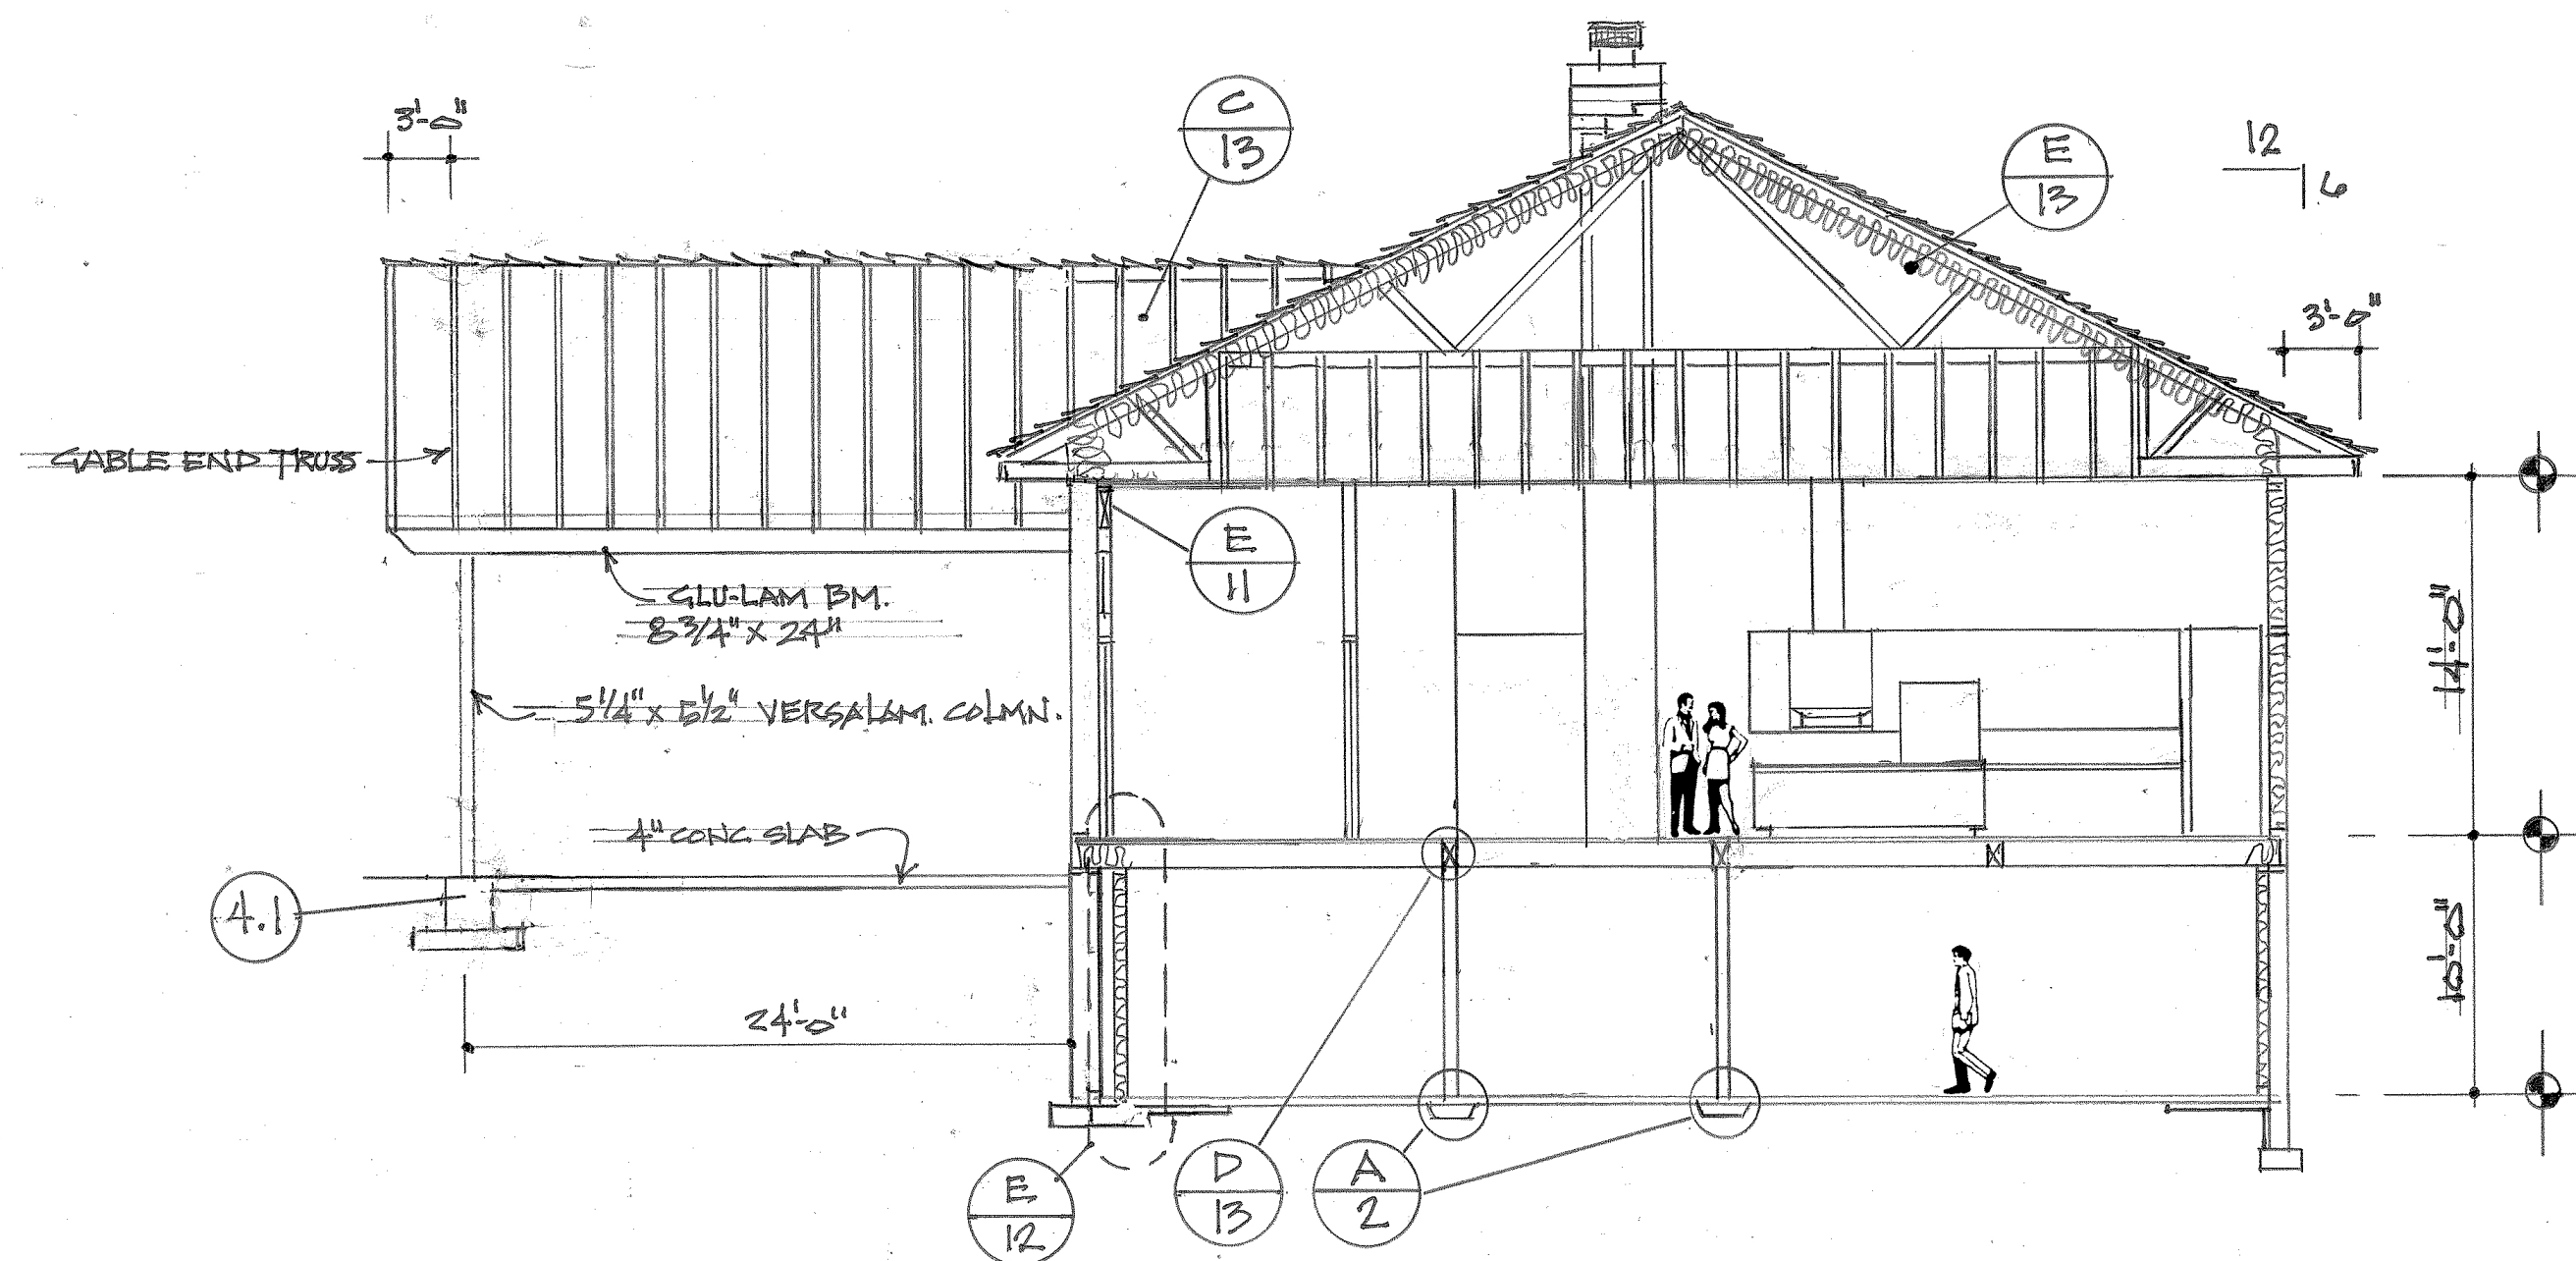 3'-0"
C
13
E
13
12
6
3'-0"
GABLE END TRUSS
E
11
GLU-LAM BM.
8 3/4" X 24"
14'-0"
5 1/4" X 5 1/2" VERSALAM. COLMN.
4" CONC SLAB
4.1
10'-0"
24'-0"
E
12
D
13
A
2